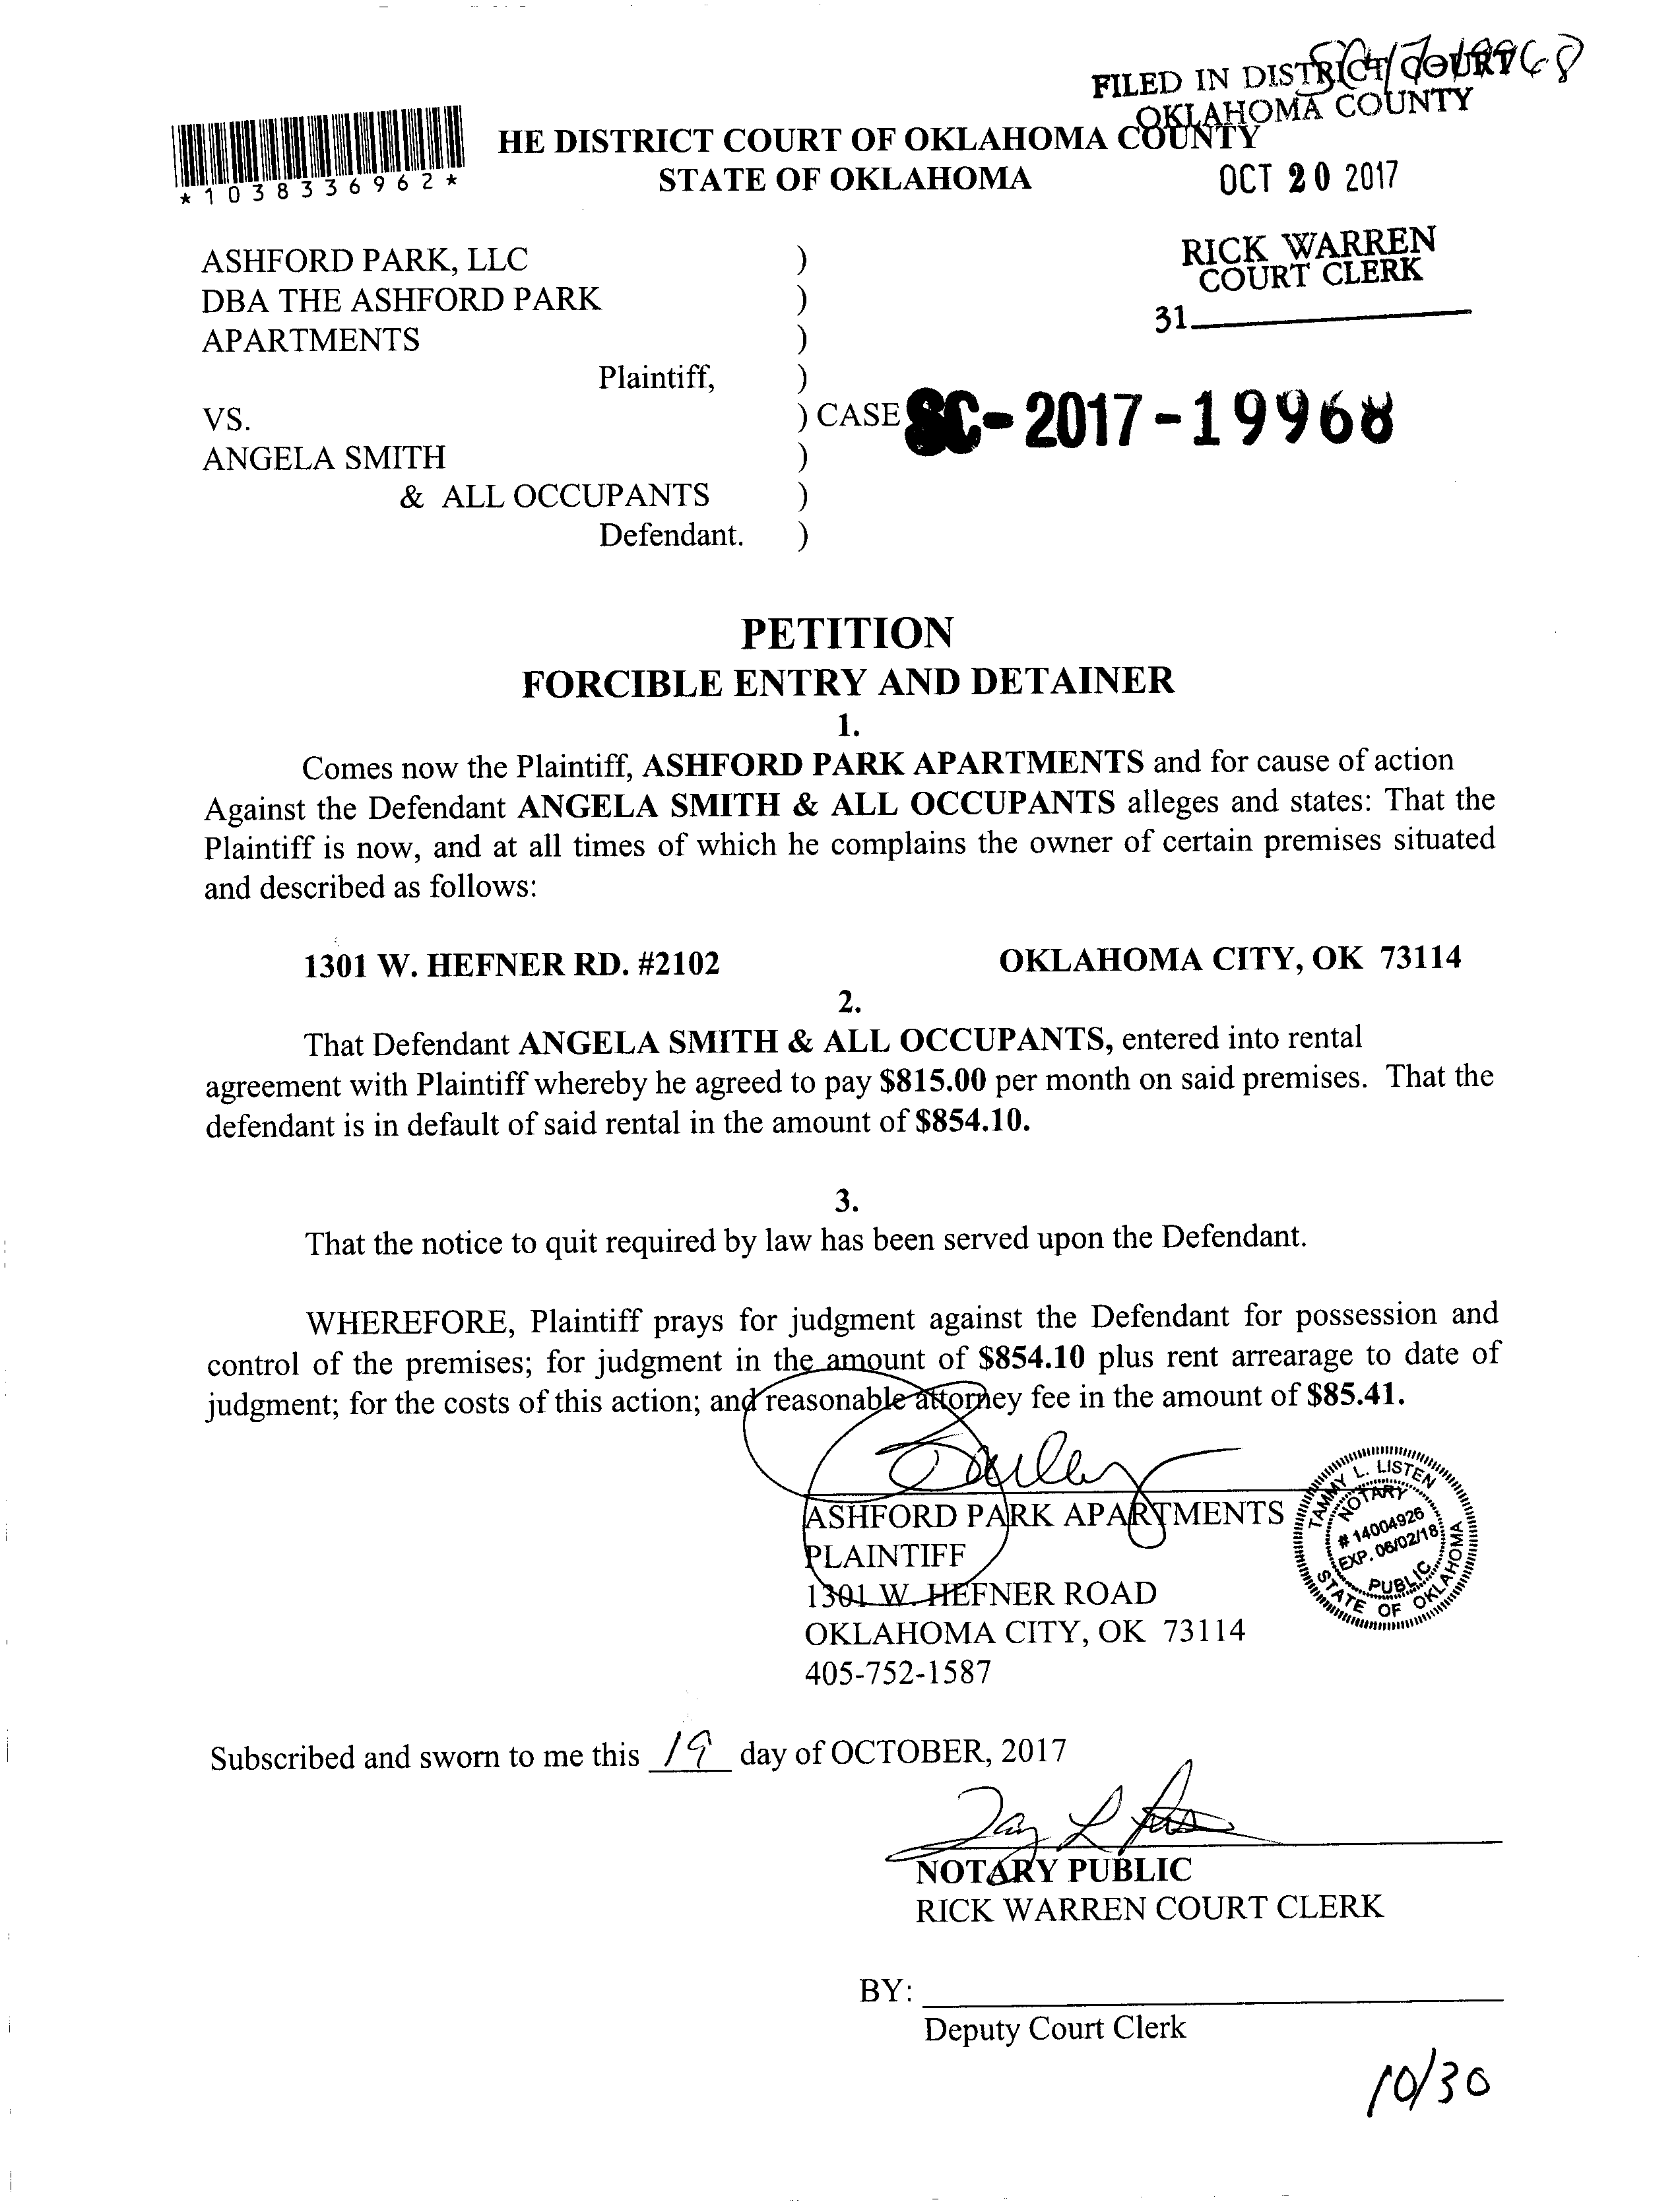 SC 17 19968
FILED IN DISTRICT COURT
OKLAHOMA COUNTY
HE DISTRICT COURT OF OKLAHOMA COUNTY
STATE OF OKLAHOMA
OCT 20 2017
*1038336962*
RICK WARREN
COURT CLERK
31
ASHFORD PARK, LLC )
DBA THE ASHFORD PARK )
APARTMENTS )
Plaintiff, )
VS. ) CASE SC-2017-19968
ANGELA SMITH )
& ALL OCCUPANTS )
Defendant. )
PETITION
FORCIBLE ENTRY AND DETAINER
1.
Comes now the Plaintiff, ASHFORD PARK APARTMENTS and for cause of action
Against the Defendant ANGELA SMITH & ALL OCCUPANTS alleges and states: That the
Plaintiff is now, and at all times of which he complains the owner of certain premises situated
and described as follows:
1301 W. HEFNER RD. #2102 OKLAHOMA CITY, OK 73114
2.
That Defendant ANGELA SMITH & ALL OCCUPANTS, entered into rental
agreement with Plaintiff whereby he agreed to pay $815.00 per month on said premises. That the
defendant is in default of said rental in the amount of $854.10.
3.
That the notice to quit required by law has been served upon the Defendant.
WHEREFORE, Plaintiff prays for judgment against the Defendant for possession and
control of the premises; for judgment in the amount of $854.10 plus rent arrearage to date of
judgment; for the costs of this action; and reasonable attorney fee in the amount of $85.41.
ASHFORD PARK APARTMENTS
PLAINTIFF
1301 W. HEFNER ROAD
OKLAHOMA CITY, OK 73114
405-752-1587
TAMMY L. LISTEN
NOTARY
# 14004926
EXP. 06/02/18
PUBLIC
STATE OF OKLAHOMA
Subscribed and sworn to me this 19 day of OCTOBER, 2017
NOTARY PUBLIC
RICK WARREN COURT CLERK
BY:
Deputy Court Clerk
10/30